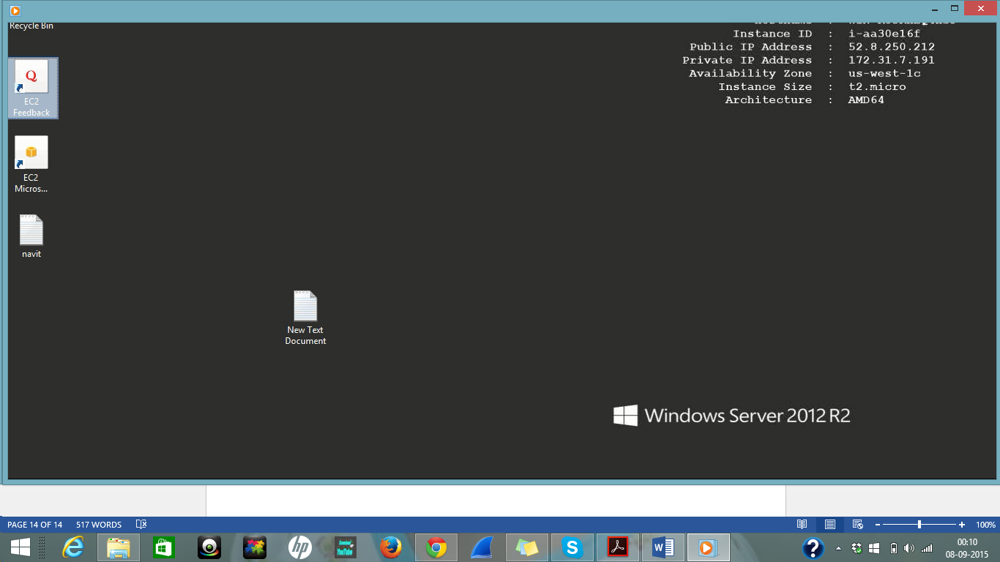 Recycle Bin
Instance ID : i-aa30e16f
Public IP Address : 52.8.250.212
Private IP Address : 172.31.7.191
Availability Zone : us-west-1c
Instance Size : t2.micro
Architecture : AMD64
Q
EC2
Feedback
EC2
Micros...
navit
New Text
Document
Windows Server 2012 R2
PAGE 14 OF 14 517 WORDS 100%
00:10
08-09-2015